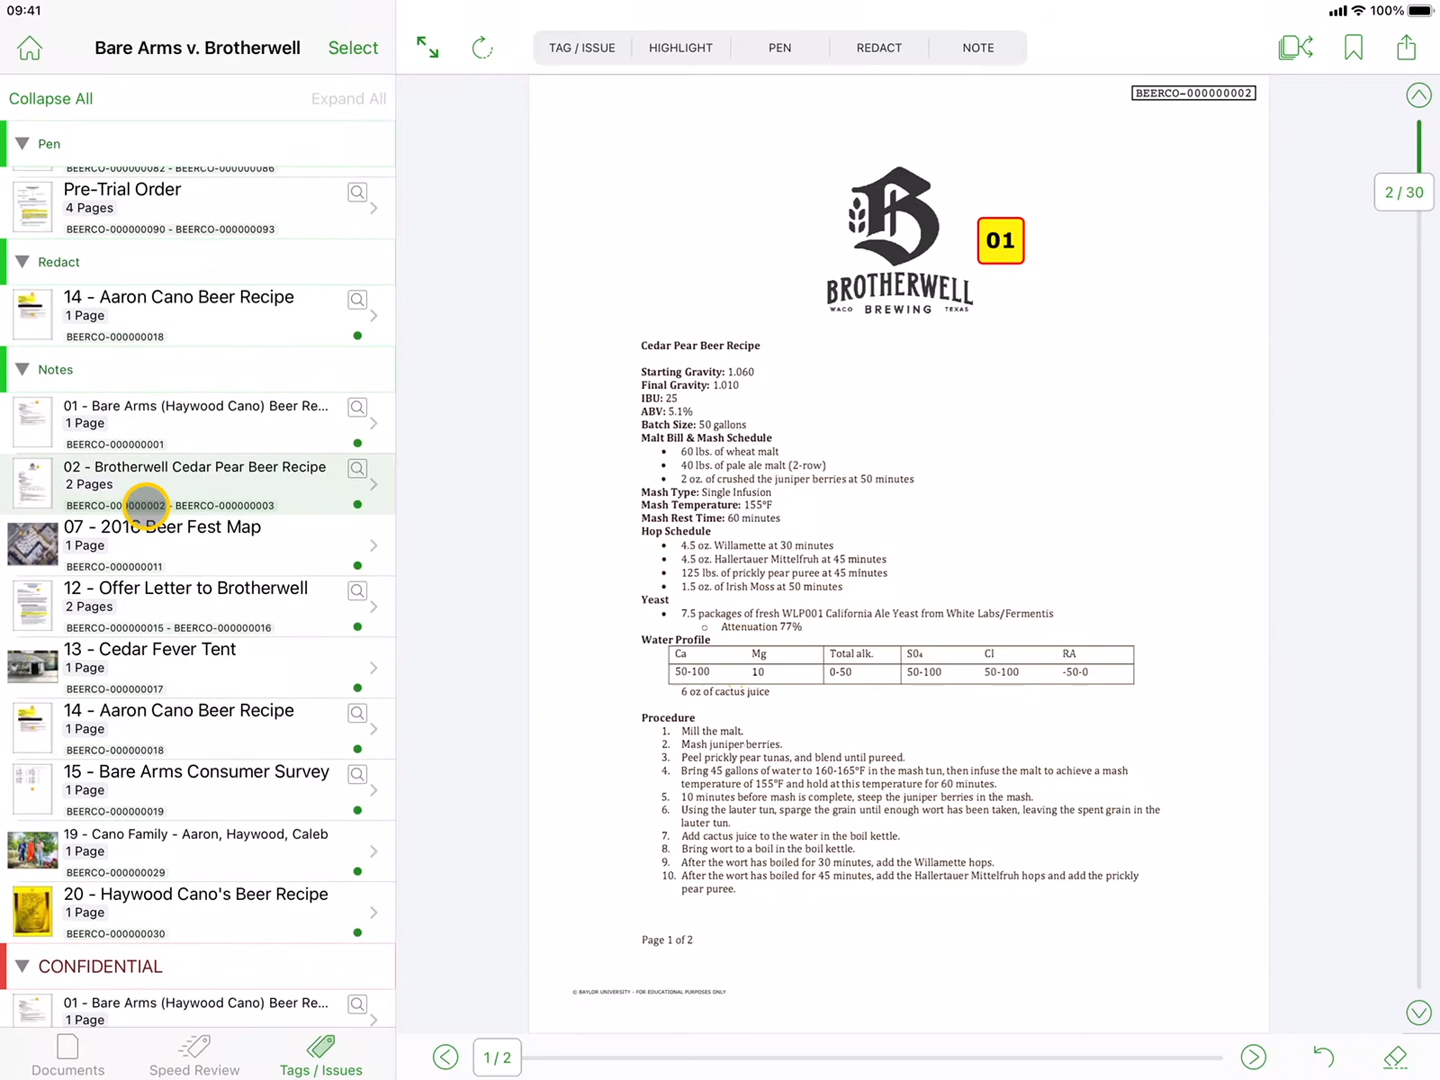 09:41
100%
Bare Arms v. Brotherwell
Select
TAG / ISSUE
HIGHLIGHT
PEN
REDACT
NOTE
Collapse All
Expand All
Pen
BEERCO-000000082 - BEERCO-000000086
Pre-Trial Order
4 Pages
BEERCO-000000090 - BEERCO-000000093
Redact
14 - Aaron Cano Beer Recipe
1 Page
BEERCO-000000018
Notes
01 - Bare Arms (Haywood Cano) Beer Re...
1 Page
BEERCO-000000001
02 - Brotherwell Cedar Pear Beer Recipe
2 Pages
BEERCO-000000002 - BEERCO-000000003
07 - 2016 Beer Fest Map
1 Page
BEERCO-000000011
12 - Offer Letter to Brotherwell
2 Pages
BEERCO-000000015 - BEERCO-000000016
13 - Cedar Fever Tent
1 Page
BEERCO-000000017
14 - Aaron Cano Beer Recipe
1 Page
BEERCO-000000018
15 - Bare Arms Consumer Survey
1 Page
BEERCO-000000019
19 - Cano Family - Aaron, Haywood, Caleb
1 Page
BEERCO-000000029
20 - Haywood Cano's Beer Recipe
1 Page
BEERCO-000000030
CONFIDENTIAL
01 - Bare Arms (Haywood Cano) Beer Re...
1 Page
Documents
Speed Review
Tags / Issues
BEERCO-000000002
2 / 30
B
01
BROTHERWELL
WACO BREWING TEXAS
Cedar Pear Beer Recipe
Starting Gravity: 1.060
Final Gravity: 1.010
IBU: 25
ABV: 5.1%
Batch Size: 50 gallons
Malt Bill & Mash Schedule
• 60 lbs. of wheat malt
• 40 lbs. of pale ale malt (2-row)
• 2 oz. of crushed the juniper berries at 50 minutes
Mash Type: Single Infusion
Mash Temperature: 155°F
Mash Rest Time: 60 minutes
Hop Schedule
• 4.5 oz. Willamette at 30 minutes
• 4.5 oz. Hallertauer Mittelfruh at 45 minutes
• 125 lbs. of prickly pear puree at 45 minutes
• 1.5 oz. of Irish Moss at 50 minutes
Yeast
• 7.5 packages of fresh WLP001 California Ale Yeast from White Labs/Fermentis
o Attenuation 77%
Water Profile
Ca Mg Total alk. SO₄ Cl RA
50-100 10 0-50 50-100 50-100 -50-0
6 oz of cactus juice
Procedure
1. Mill the malt.
2. Mash juniper berries.
3. Peel prickly pear tunas, and blend until pureed.
4. Bring 45 gallons of water to 160-165°F in the mash tun, then infuse the malt to achieve a mash
temperature of 155°F and hold at this temperature for 60 minutes.
5. 10 minutes before mash is complete, steep the juniper berries in the mash.
6. Using the lauter tun, sparge the grain until enough wort has been taken, leaving the spent grain in the
lauter tun.
7. Add cactus juice to the water in the boil kettle.
8. Bring wort to a boil in the boil kettle.
9. After the wort has boiled for 30 minutes, add the Willamette hops.
10. After the wort has boiled for 45 minutes, add the Hallertauer Mittelfruh hops and add the prickly
pear puree.
Page 1 of 2
© BAYLOR UNIVERSITY - FOR EDUCATIONAL PURPOSES ONLY
1 / 2